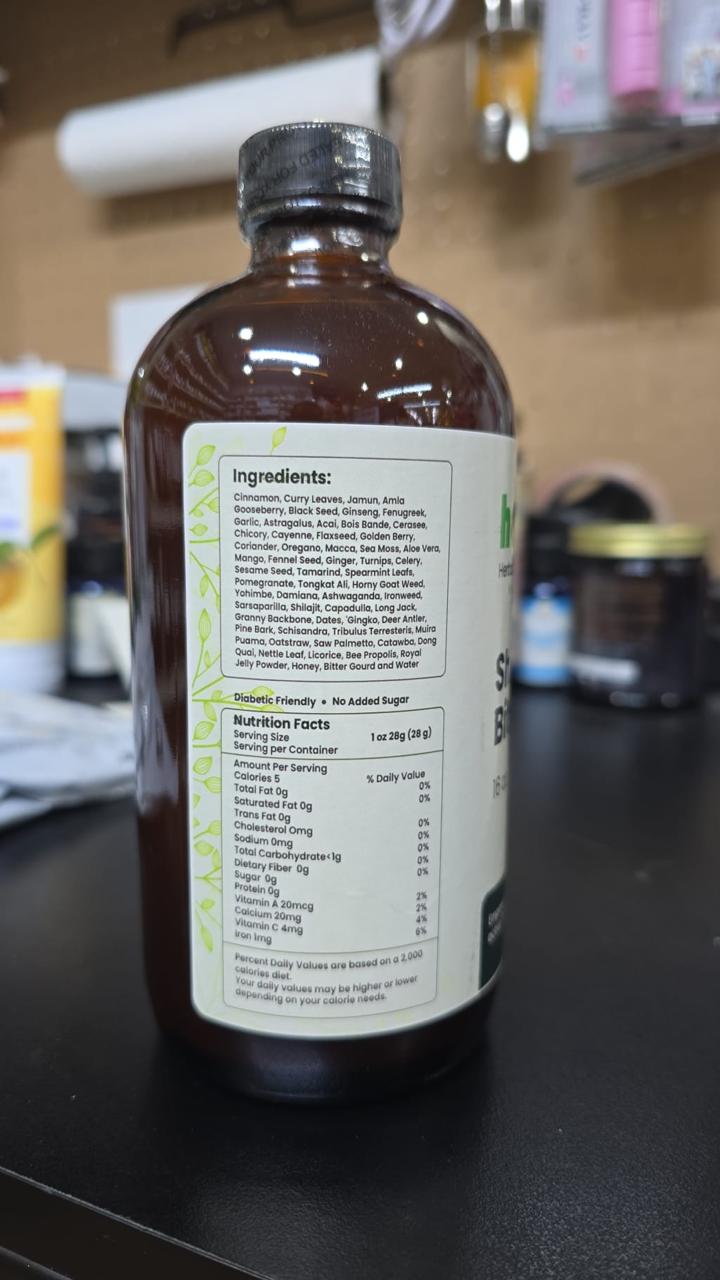 Ingredients:
Cinnamon, Curry Leaves, Jamun, Amla
Gooseberry, Black Seed, Ginseng, Fenugreek,
Garlic, Astragalus, Acai, Bois Bande, Cerasee,
Chicory, Cayenne, Flaxseed, Golden Berry,
Coriander, Oregano, Macca, Sea Moss, Aloe Vera,
Mango, Fennel Seed, Ginger, Turnips, Celery,
Sesame Seed, Tamarind, Spearmint Leafs,
Pomegranate, Tongkat Ali, Horny Goat Weed,
Yohimbe, Damiana, Ashwaganda, Ironweed,
Sarsaparilla, Shilajit, Capadulla, Long Jack,
Granny Backbone, Dates, 'Gingko, Deer Antler,
Pine Bark, Schisandra, Tribulus Terresteris, Muira
Puama, Oatstraw, Saw Palmetto, Catawba, Dong
Quai, Nettle Leaf, Licorice, Bee Propolis, Royal
Jelly Powder, Honey, Bitter Gourd and Water
Diabetic Friendly • No Added Sugar
Nutrition Facts
Serving Size 1 oz 28g (28 g)
Serving per Container
Amount Per Serving
Calories 5 % Daily Value
Total Fat 0g 0%
Saturated Fat 0g 0%
Trans Fat 0g
Cholesterol 0mg 0%
Sodium 0mg 0%
Total Carbohydrate<1g 0%
Dietary Fiber 0g 0%
Sugar 0g 0%
Protein 0g
Vitamin A 20mcg 2%
Calcium 20mg 2%
Vitamin C 4mg 4%
Iron 1mg 6%
Percent Daily Values are based on a 2,000
calories diet.
Your daily values may be higher or lower
depending on your calorie needs.
h
Sh
Bi
16